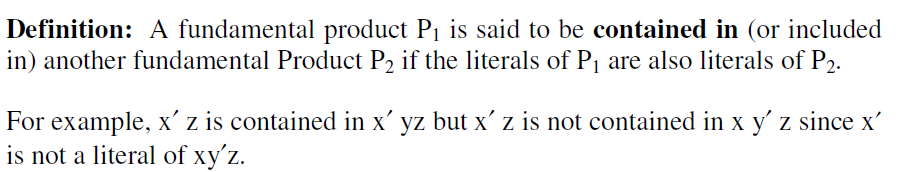 Definition: A fundamental product P₁ is said to be contained in (or included
in) another fundamental Product P₂ if the literals of P₁ are also literals of P₂.
For example, x′ z is contained in x′ yz but x′ z is not contained in x y′ z since x′
is not a literal of xy′z.